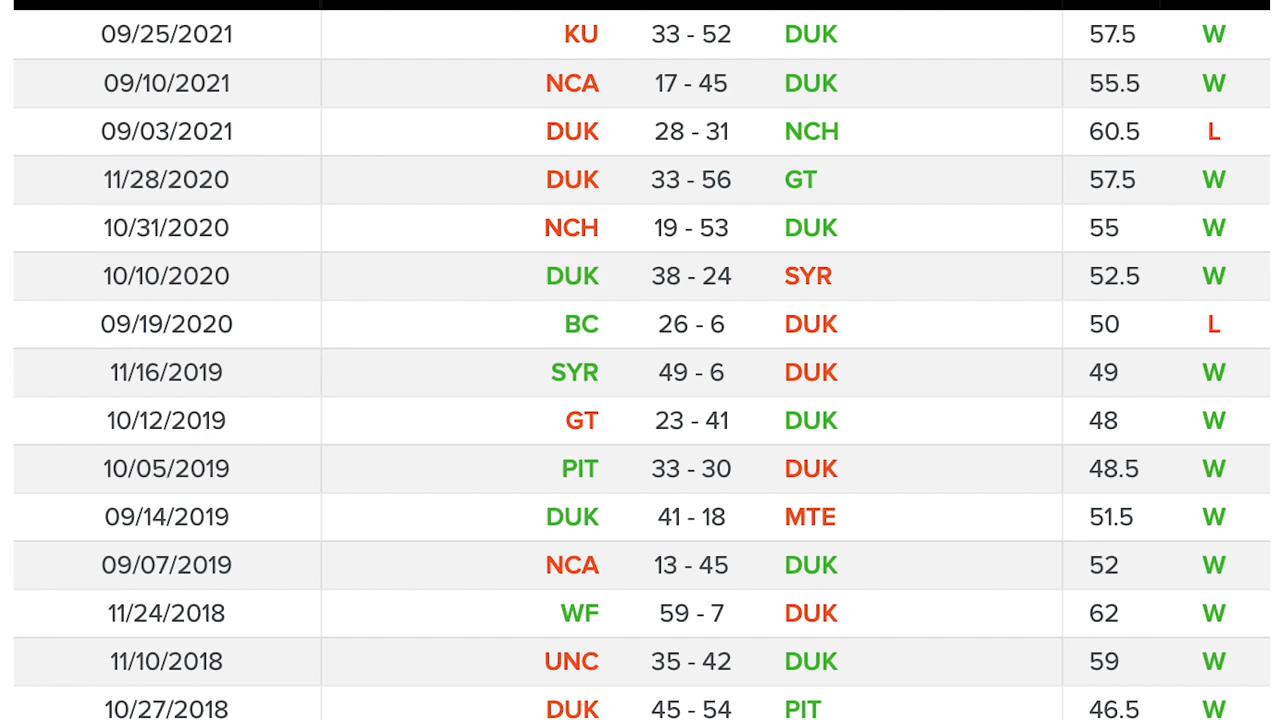 09/25/2021 KU 33 - 52 DUK 57.5 W
09/10/2021 NCA 17 - 45 DUK 55.5 W
09/03/2021 DUK 28 - 31 NCH 60.5 L
11/28/2020 DUK 33 - 56 GT 57.5 W
10/31/2020 NCH 19 - 53 DUK 55 W
10/10/2020 DUK 38 - 24 SYR 52.5 W
09/19/2020 BC 26 - 6 DUK 50 L
11/16/2019 SYR 49 - 6 DUK 49 W
10/12/2019 GT 23 - 41 DUK 48 W
10/05/2019 PIT 33 - 30 DUK 48.5 W
09/14/2019 DUK 41 - 18 MTE 51.5 W
09/07/2019 NCA 13 - 45 DUK 52 W
11/24/2018 WF 59 - 7 DUK 62 W
11/10/2018 UNC 35 - 42 DUK 59 W
10/27/2018 DUK 45 - 54 PIT 46.5 W